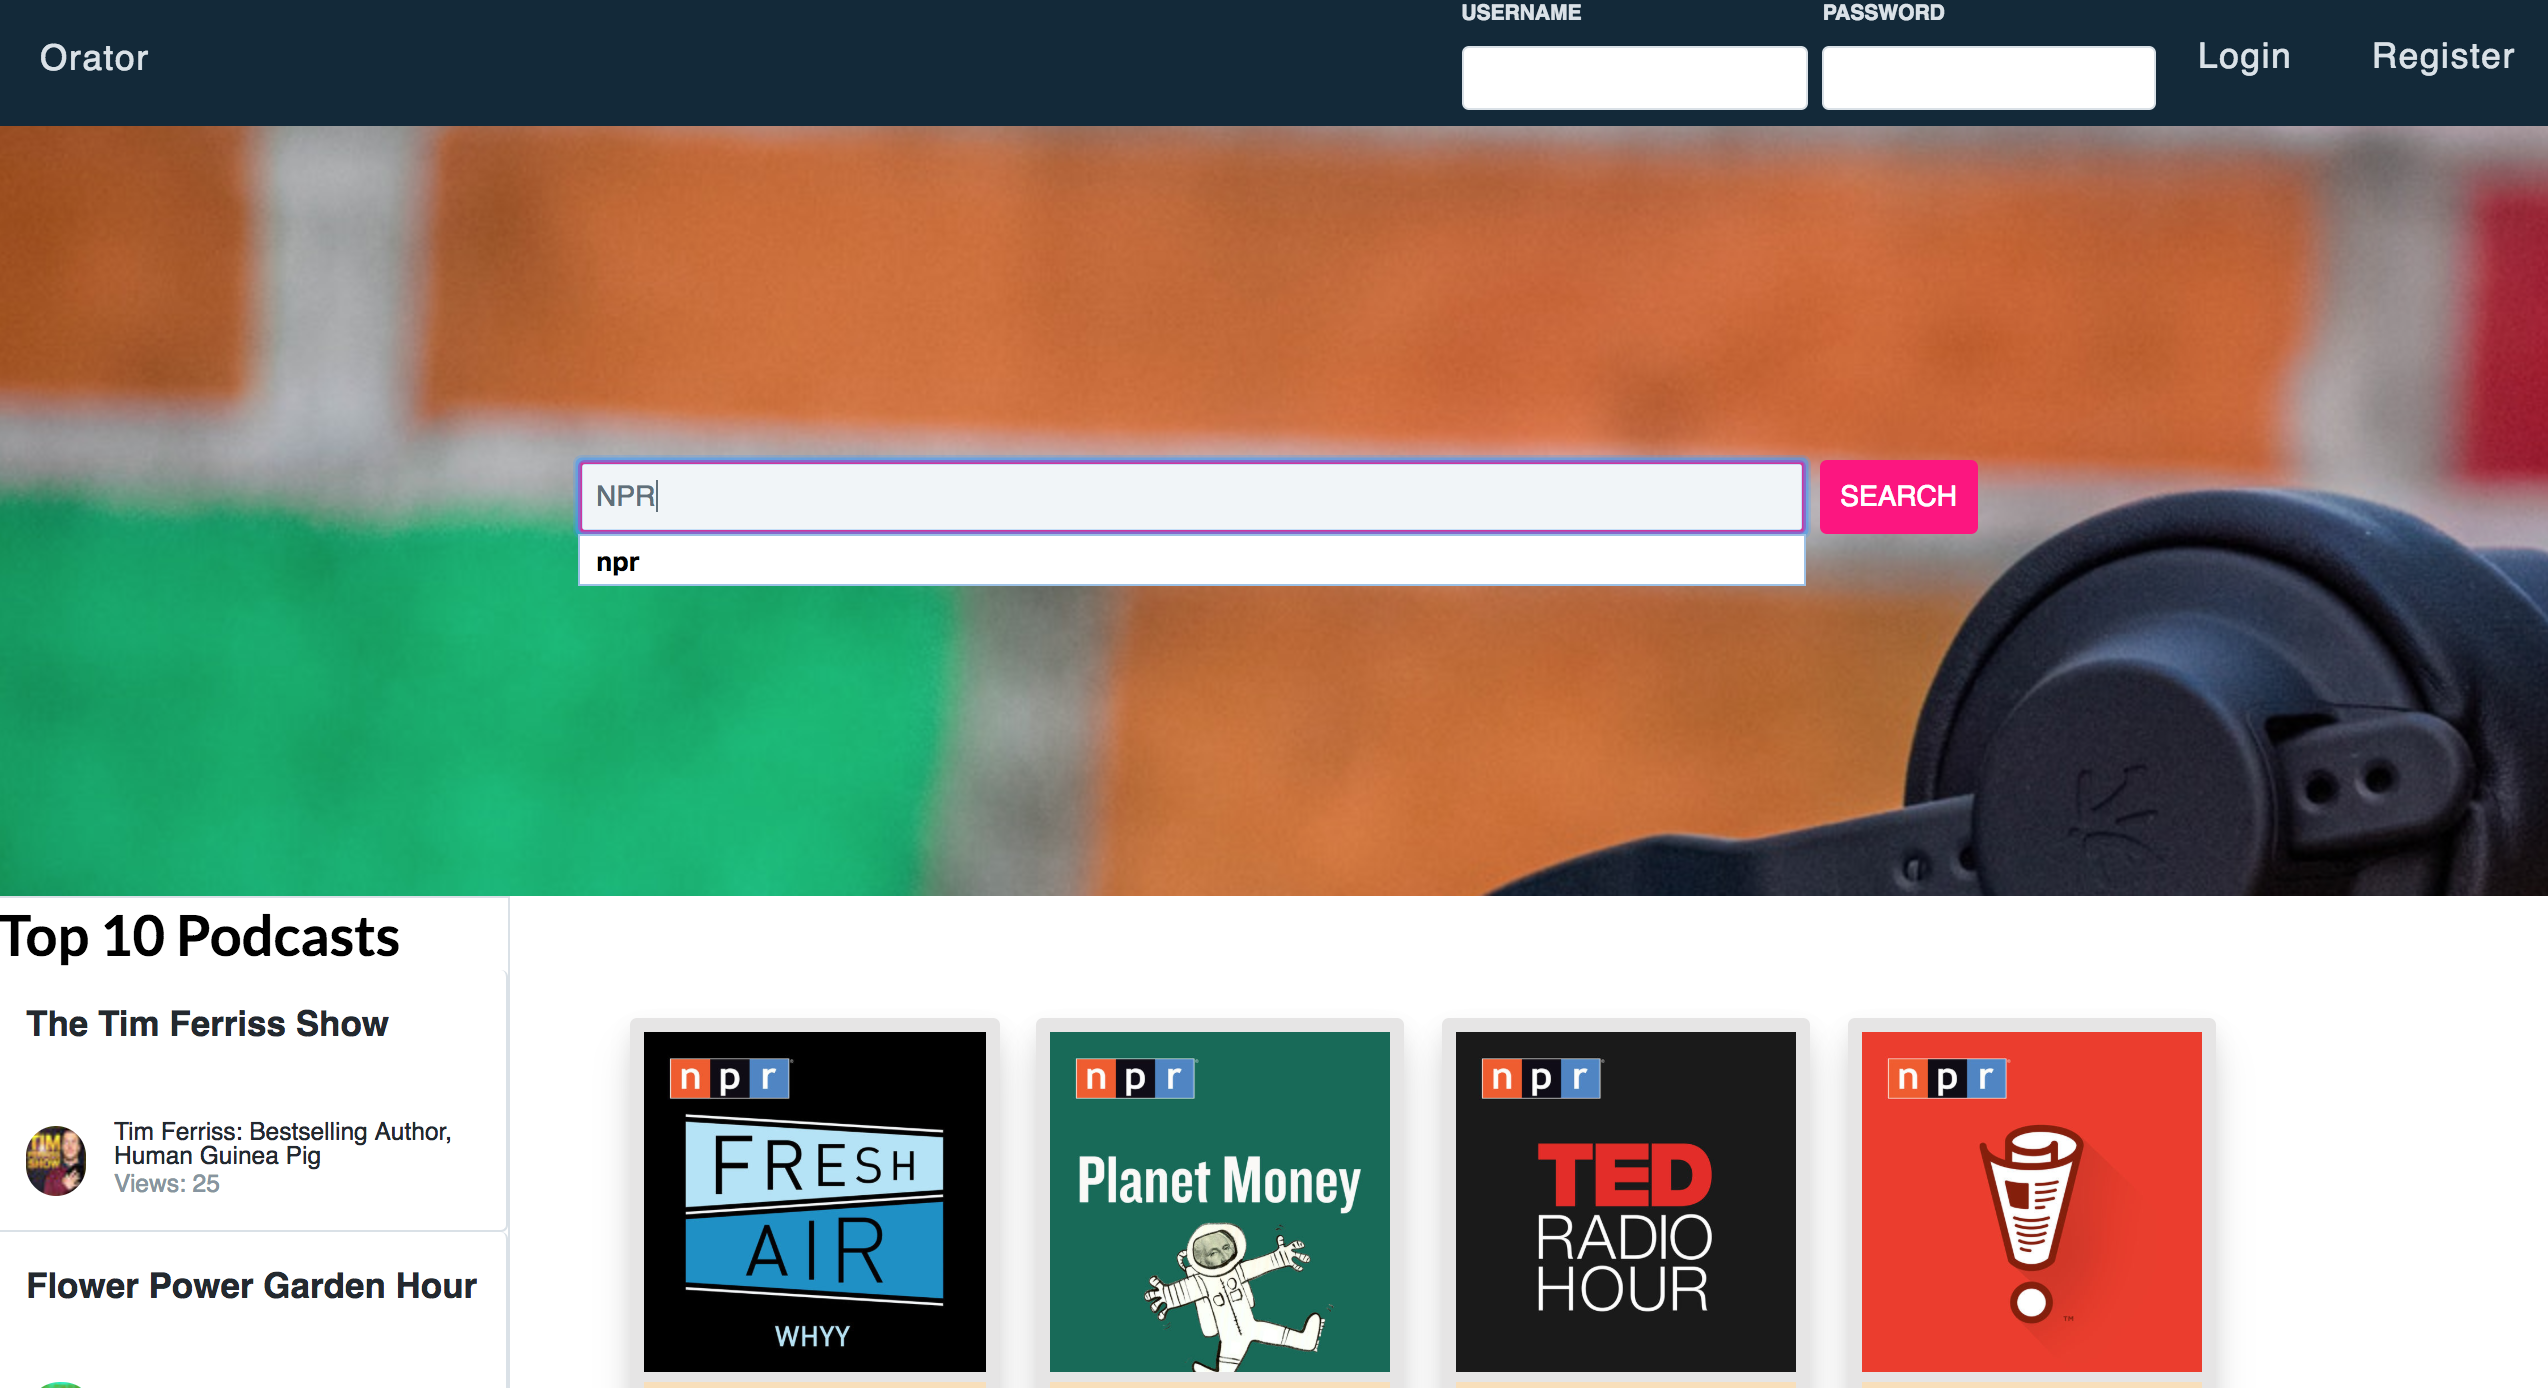 Orator
USERNAME
PASSWORD
Login
Register
NPR
SEARCH
npr
Top 10 Podcasts
The Tim Ferriss Show
TIM
SHOW
Tim Ferriss: Bestselling Author,
Human Guinea Pig
Views: 25
Flower Power Garden Hour
npr
FRESH
AIR
WHYY
npr
Planet Money
npr
TED
RADIO
HOUR
npr
TM